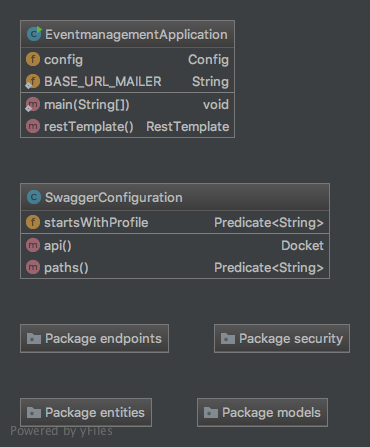 EventmanagementApplication
config Config
BASE_URL_MAILER String
main(String[]) void
restTemplate() RestTemplate
SwaggerConfiguration
startsWithProfile Predicate<String>
api() Docket
paths() Predicate<String>
Package endpoints Package security
Package entities Package models
Powered by yFiles